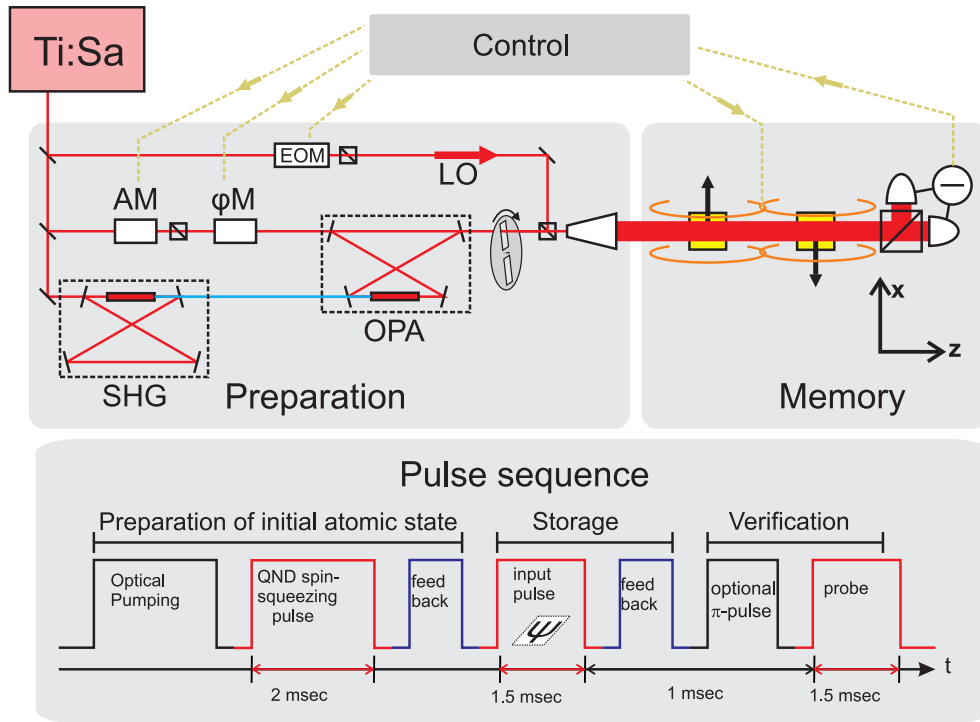 Ti:Sa
Control
EOM
LO
AM
φM
OPA
SHG
Preparation
x
z
Memory
Pulse sequence
Preparation of initial atomic state
Storage
Verification
Optical
Pumping
QND spin-
squeezing
pulse
feed
back
input
pulse
Ψ
feed
back
optional
π-pulse
probe
t
2 msec
1.5 msec
1 msec
1.5 msec